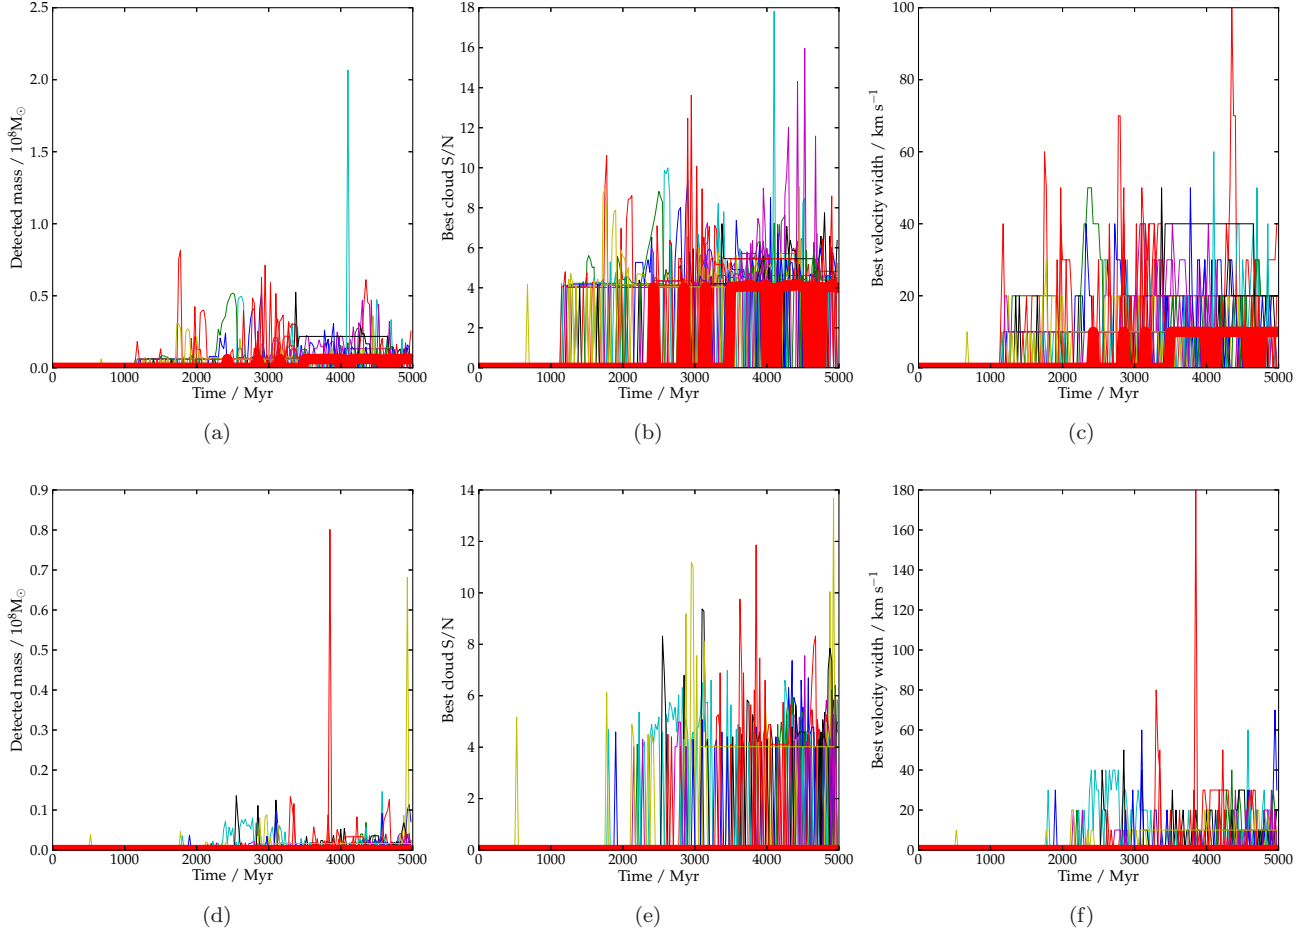 2.5
2.0
1.5
1.0
0.5
0.0
0 1000 2000 3000 4000 5000
Time / Myr
Detected mass / 10⁸M☉
(a)
18
16
14
12
10
8
6
4
2
0
0 1000 2000 3000 4000 5000
Time / Myr
Best cloud S/N
(b)
100
80
60
40
20
0
0 1000 2000 3000 4000 5000
Time / Myr
Best velocity width / km s⁻¹
(c)
0.9
0.8
0.7
0.6
0.5
0.4
0.3
0.2
0.1
0.0
0 1000 2000 3000 4000 5000
Time / Myr
Detected mass / 10⁸M☉
(d)
14
12
10
8
6
4
2
0
0 1000 2000 3000 4000 5000
Time / Myr
Best cloud S/N
(e)
180
160
140
120
100
80
60
40
20
0
0 1000 2000 3000 4000 5000
Time / Myr
Best velocity width / km s⁻¹
(f)